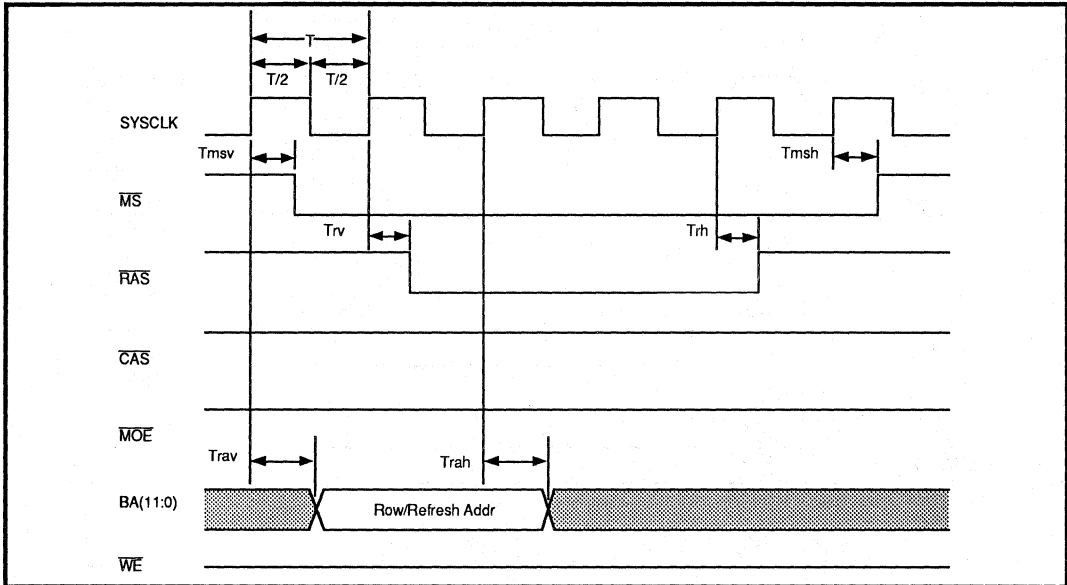 T
T/2 T/2
SYSCLK
Tmsv Tmsh
MS
Trv Trh
RAS
CAS
MOE
Trav Trah
BA(11:0) Row/Refresh Addr
WE